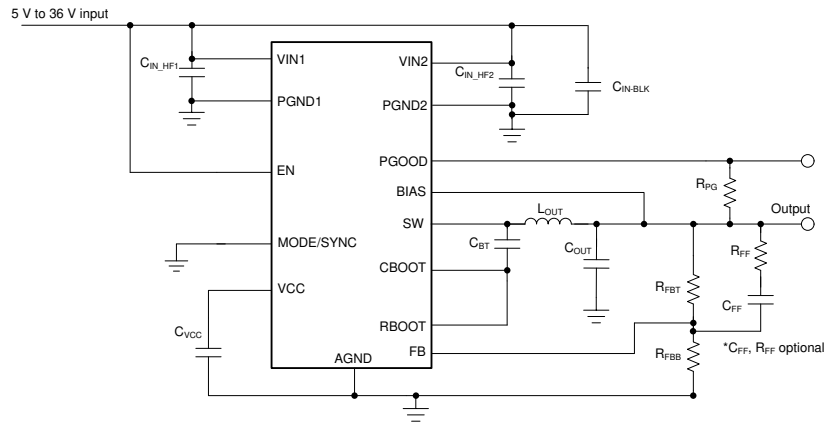 5 V to 36 V input
VIN1
VIN2
C_IN_HF1
C_IN_HF2
C_IN-BLK
PGND1
PGND2
PGOOD
EN
BIAS
R_PG
SW
L_OUT
Output
MODE/SYNC
C_BT
C_OUT
R_FF
CBOOT
VCC
R_FBT
C_FF
RBOOT
C_VCC
FB
*C_FF, R_FF optional
R_FBB
AGND